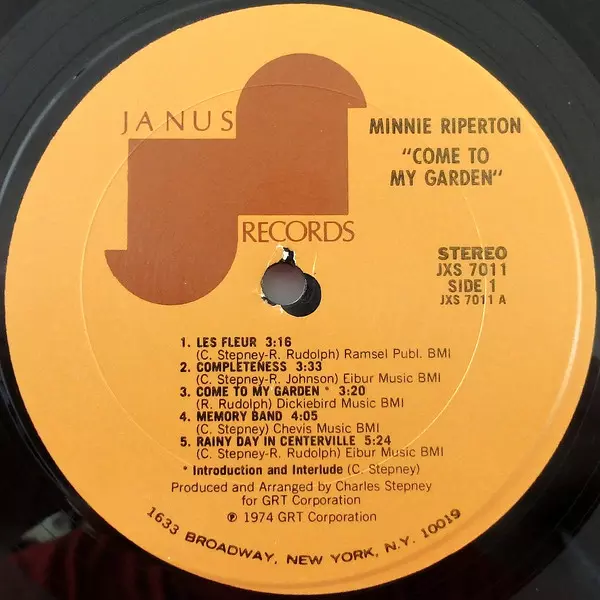 JANUS
RECORDS
MINNIE RIPERTON
"COME TO
MY GARDEN"
STEREO
JXS 7011
SIDE 1
JXS 7011 A
1. LES FLEUR 3:16
(C. Stepney-R. Rudolph) Ramsel Publ. BMI
2. COMPLETENESS 3:33
(C. Stepney-R. Johnson) Eibur Music BMI
3. COME TO MY GARDEN * 3:20
(R. Rudolph) Dickiebird Music BMI
4. MEMORY BAND 4:05
(C. Stepney) Chevis Music BMI
5. RAINY DAY IN CENTERVILLE 5:24
(C. Stepney-R. Rudolph) Eibur Music BMI
* Introduction and Interlude (C. Stepney)
Produced and Arranged by Charles Stepney
for GRT Corporation
℗ 1974 GRT Corporation
1633 BROADWAY, NEW YORK, N.Y. 10019